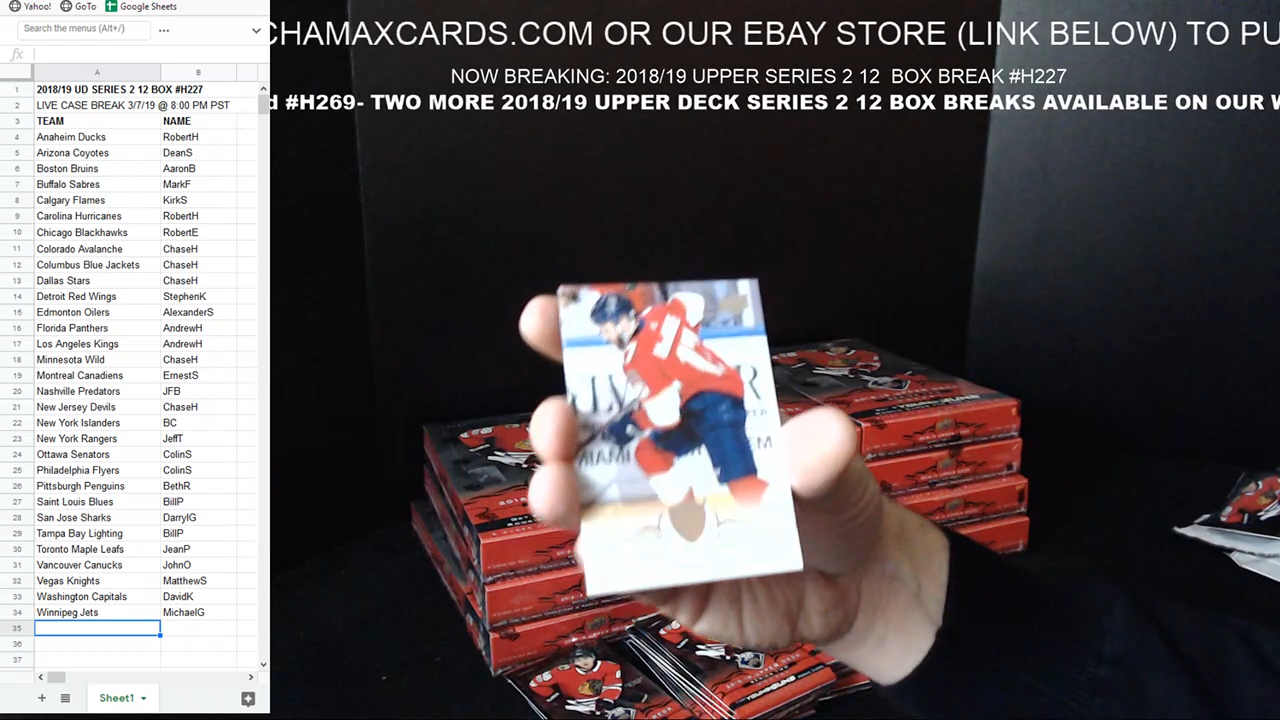 Yahoo! GoTo Google Sheets
Search the menus (Alt+/)
fx
A B
1 2018/19 UD SERIES 2 12 BOX #H227
2 LIVE CASE BREAK 3/7/19 @ 8:00 PM PST
3 TEAM NAME
4 Anaheim Ducks RobertH
5 Arizona Coyotes DeanS
6 Boston Bruins AaronB
7 Buffalo Sabres MarkF
8 Calgary Flames KirkS
9 Carolina Hurricanes RobertH
10 Chicago Blackhawks RobertE
11 Colorado Avalanche ChaseH
12 Columbus Blue Jackets ChaseH
13 Dallas Stars ChaseH
14 Detroit Red Wings StephenK
15 Edmonton Oilers AlexanderS
16 Florida Panthers AndrewH
17 Los Angeles Kings AndrewH
18 Minnesota Wild ChaseH
19 Montreal Canadiens ErnestS
20 Nashville Predators JFB
21 New Jersey Devils ChaseH
22 New York Islanders BC
23 New York Rangers JeffT
24 Ottawa Senators ColinS
25 Philadelphia Flyers ColinS
26 Pittsburgh Penguins BethR
27 Saint Louis Blues BillP
28 San Jose Sharks DarrylG
29 Tampa Bay Lighting BillP
30 Toronto Maple Leafs JeanP
31 Vancouver Canucks JohnO
32 Vegas Knights MatthewS
33 Washington Capitals DavidK
34 Winnipeg Jets MichaelG
35
36
37
Sheet1
CHAMAXCARDS.COM OR OUR EBAY STORE (LINK BELOW) TO PU
NOW BREAKING: 2018/19 UPPER SERIES 2 12 BOX BREAK #H227
d #H269- TWO MORE 2018/19 UPPER DECK SERIES 2 12 BOX BREAKS AVAILABLE ON OUR W
MIAMI